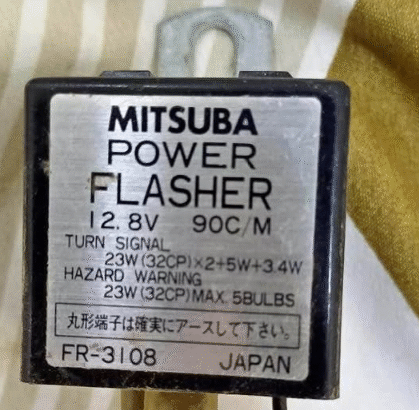 MITSUBA
POWER
FLASHER
12.8V 90C/M
TURN SIGNAL
23W(32CP)×2+5W+3.4W
HAZARD WARNING
23W(32CP)MAX.5BULBS
丸形端子は確実にアースして下さい。
FR-3108 JAPAN